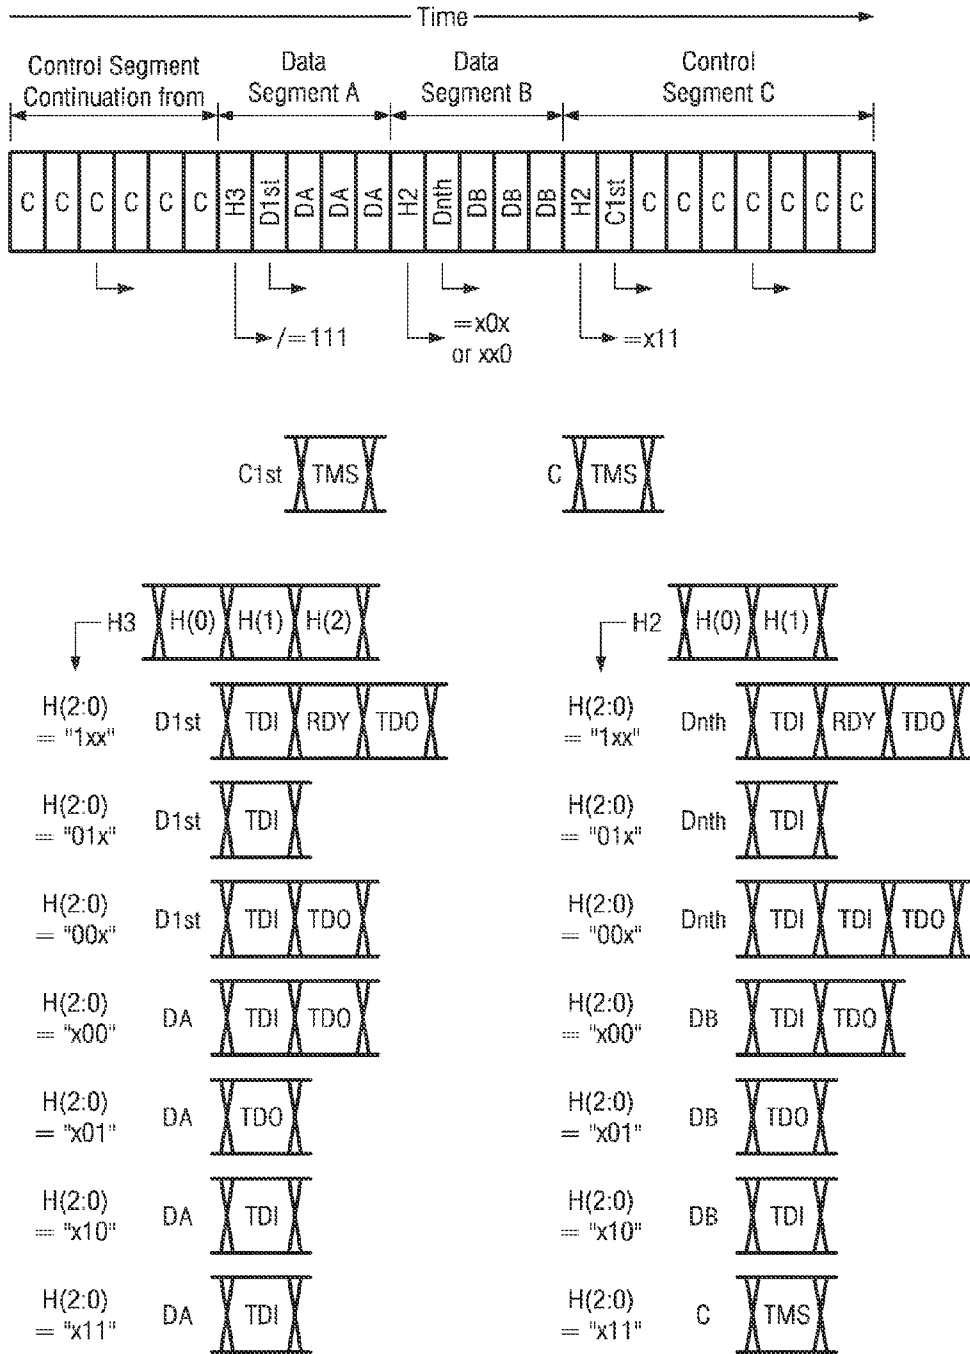 Time
Control Segment
Continuation from
Data
Segment A
Data
Segment B
Control
Segment C
C C C C C C H3 D1st DA DA DA H2 Dnth DB DB DB H2 C1st C C C C C C C
/=111
=x0x
or xx0
=x11
C1st TMS
C TMS
H3 H(0) H(1) H(2)
H2 H(0) H(1)
H(2:0)
= "1xx"
D1st TDI RDY TDO
H(2:0)
= "1xx"
Dnth TDI RDY TDO
H(2:0)
= "01x"
D1st TDI
H(2:0)
= "01x"
Dnth TDI
H(2:0)
= "00x"
D1st TDI TDO
H(2:0)
= "00x"
Dnth TDI TDI TDO
H(2:0)
= "x00"
DA TDI TDO
H(2:0)
= "x00"
DB TDI TDO
H(2:0)
= "x01"
DA TDO
H(2:0)
= "x01"
DB TDO
H(2:0)
= "x10"
DA TDI
H(2:0)
= "x10"
DB TDI
H(2:0)
= "x11"
DA TDI
H(2:0)
= "x11"
C TMS